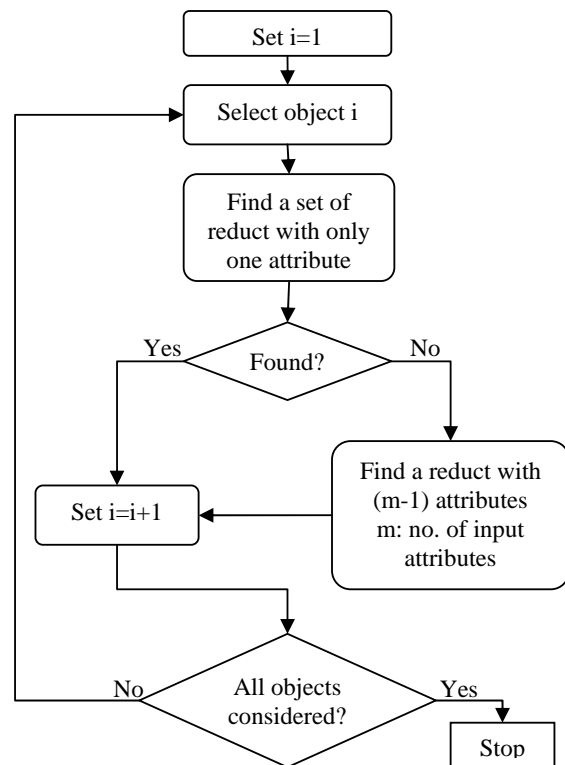 Set i=1
Select object i
Find a set of
reduct with only
one attribute
Yes
Found?
No
Set i=i+1
Find a reduct with
(m-1) attributes
m: no. of input
attributes
No
All objects
considered?
Yes
Stop